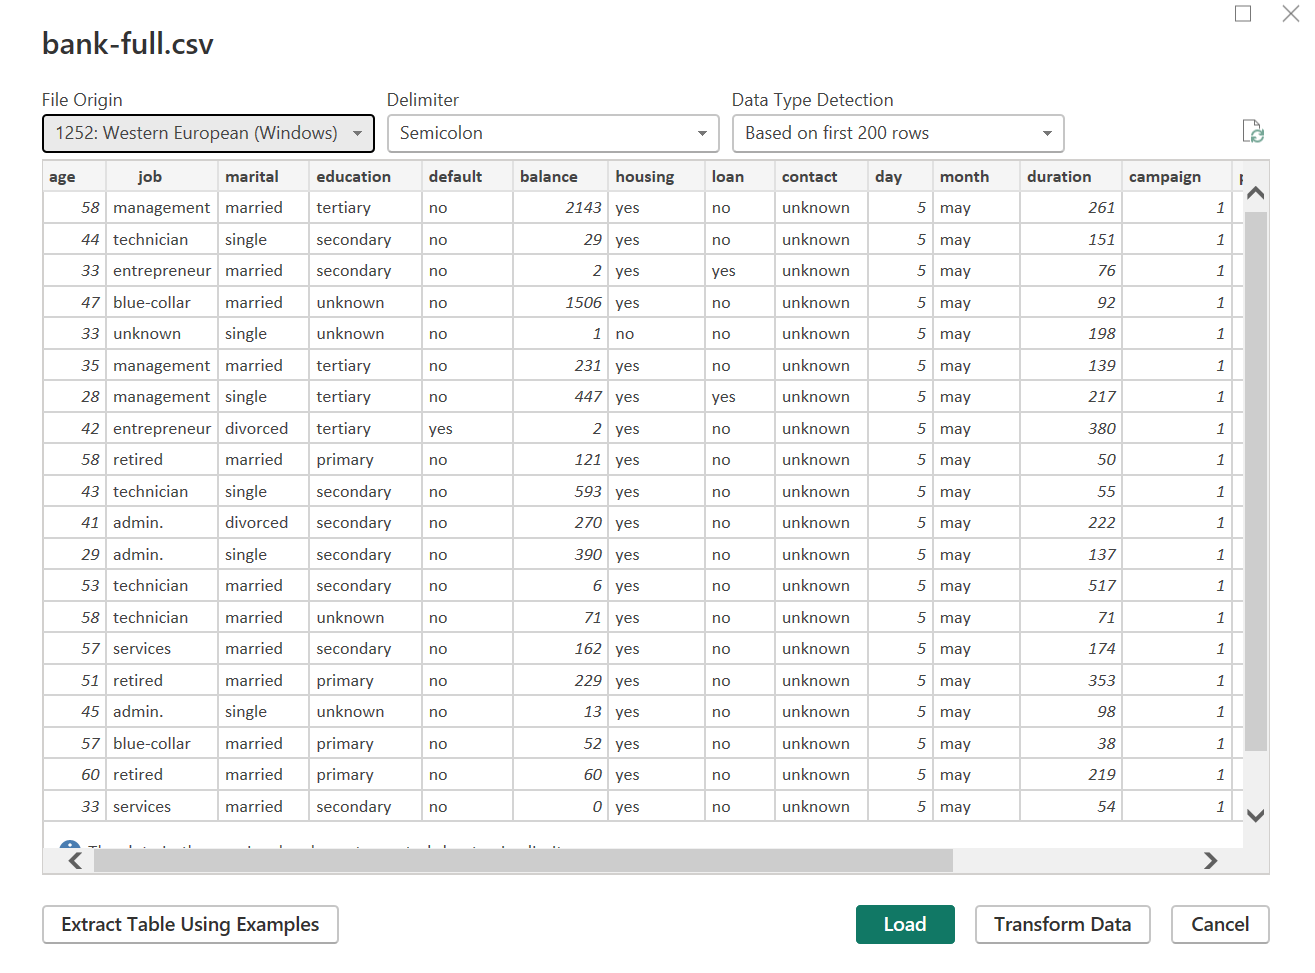 bank-full.csv
File Origin Delimiter Data Type Detection
1252: Western European (Windows) Semicolon Based on first 200 rows
age job marital education default balance housing loan contact day month duration campaign
58 management married tertiary no 2143 yes no unknown 5 may 261 1
44 technician single secondary no 29 yes no unknown 5 may 151 1
33 entrepreneur married secondary no 2 yes yes unknown 5 may 76 1
47 blue-collar married unknown no 1506 yes no unknown 5 may 92 1
33 unknown single unknown no 1 no no unknown 5 may 198 1
35 management married tertiary no 231 yes no unknown 5 may 139 1
28 management single tertiary no 447 yes yes unknown 5 may 217 1
42 entrepreneur divorced tertiary yes 2 yes no unknown 5 may 380 1
58 retired married primary no 121 yes no unknown 5 may 50 1
43 technician single secondary no 593 yes no unknown 5 may 55 1
41 admin. divorced secondary no 270 yes no unknown 5 may 222 1
29 admin. single secondary no 390 yes no unknown 5 may 137 1
53 technician married secondary no 6 yes no unknown 5 may 517 1
58 technician married unknown no 71 yes no unknown 5 may 71 1
57 services married secondary no 162 yes no unknown 5 may 174 1
51 retired married primary no 229 yes no unknown 5 may 353 1
45 admin. single unknown no 13 yes no unknown 5 may 98 1
57 blue-collar married primary no 52 yes no unknown 5 may 38 1
60 retired married primary no 60 yes no unknown 5 may 219 1
33 services married secondary no 0 yes no unknown 5 may 54 1
Extract Table Using Examples Load Transform Data Cancel